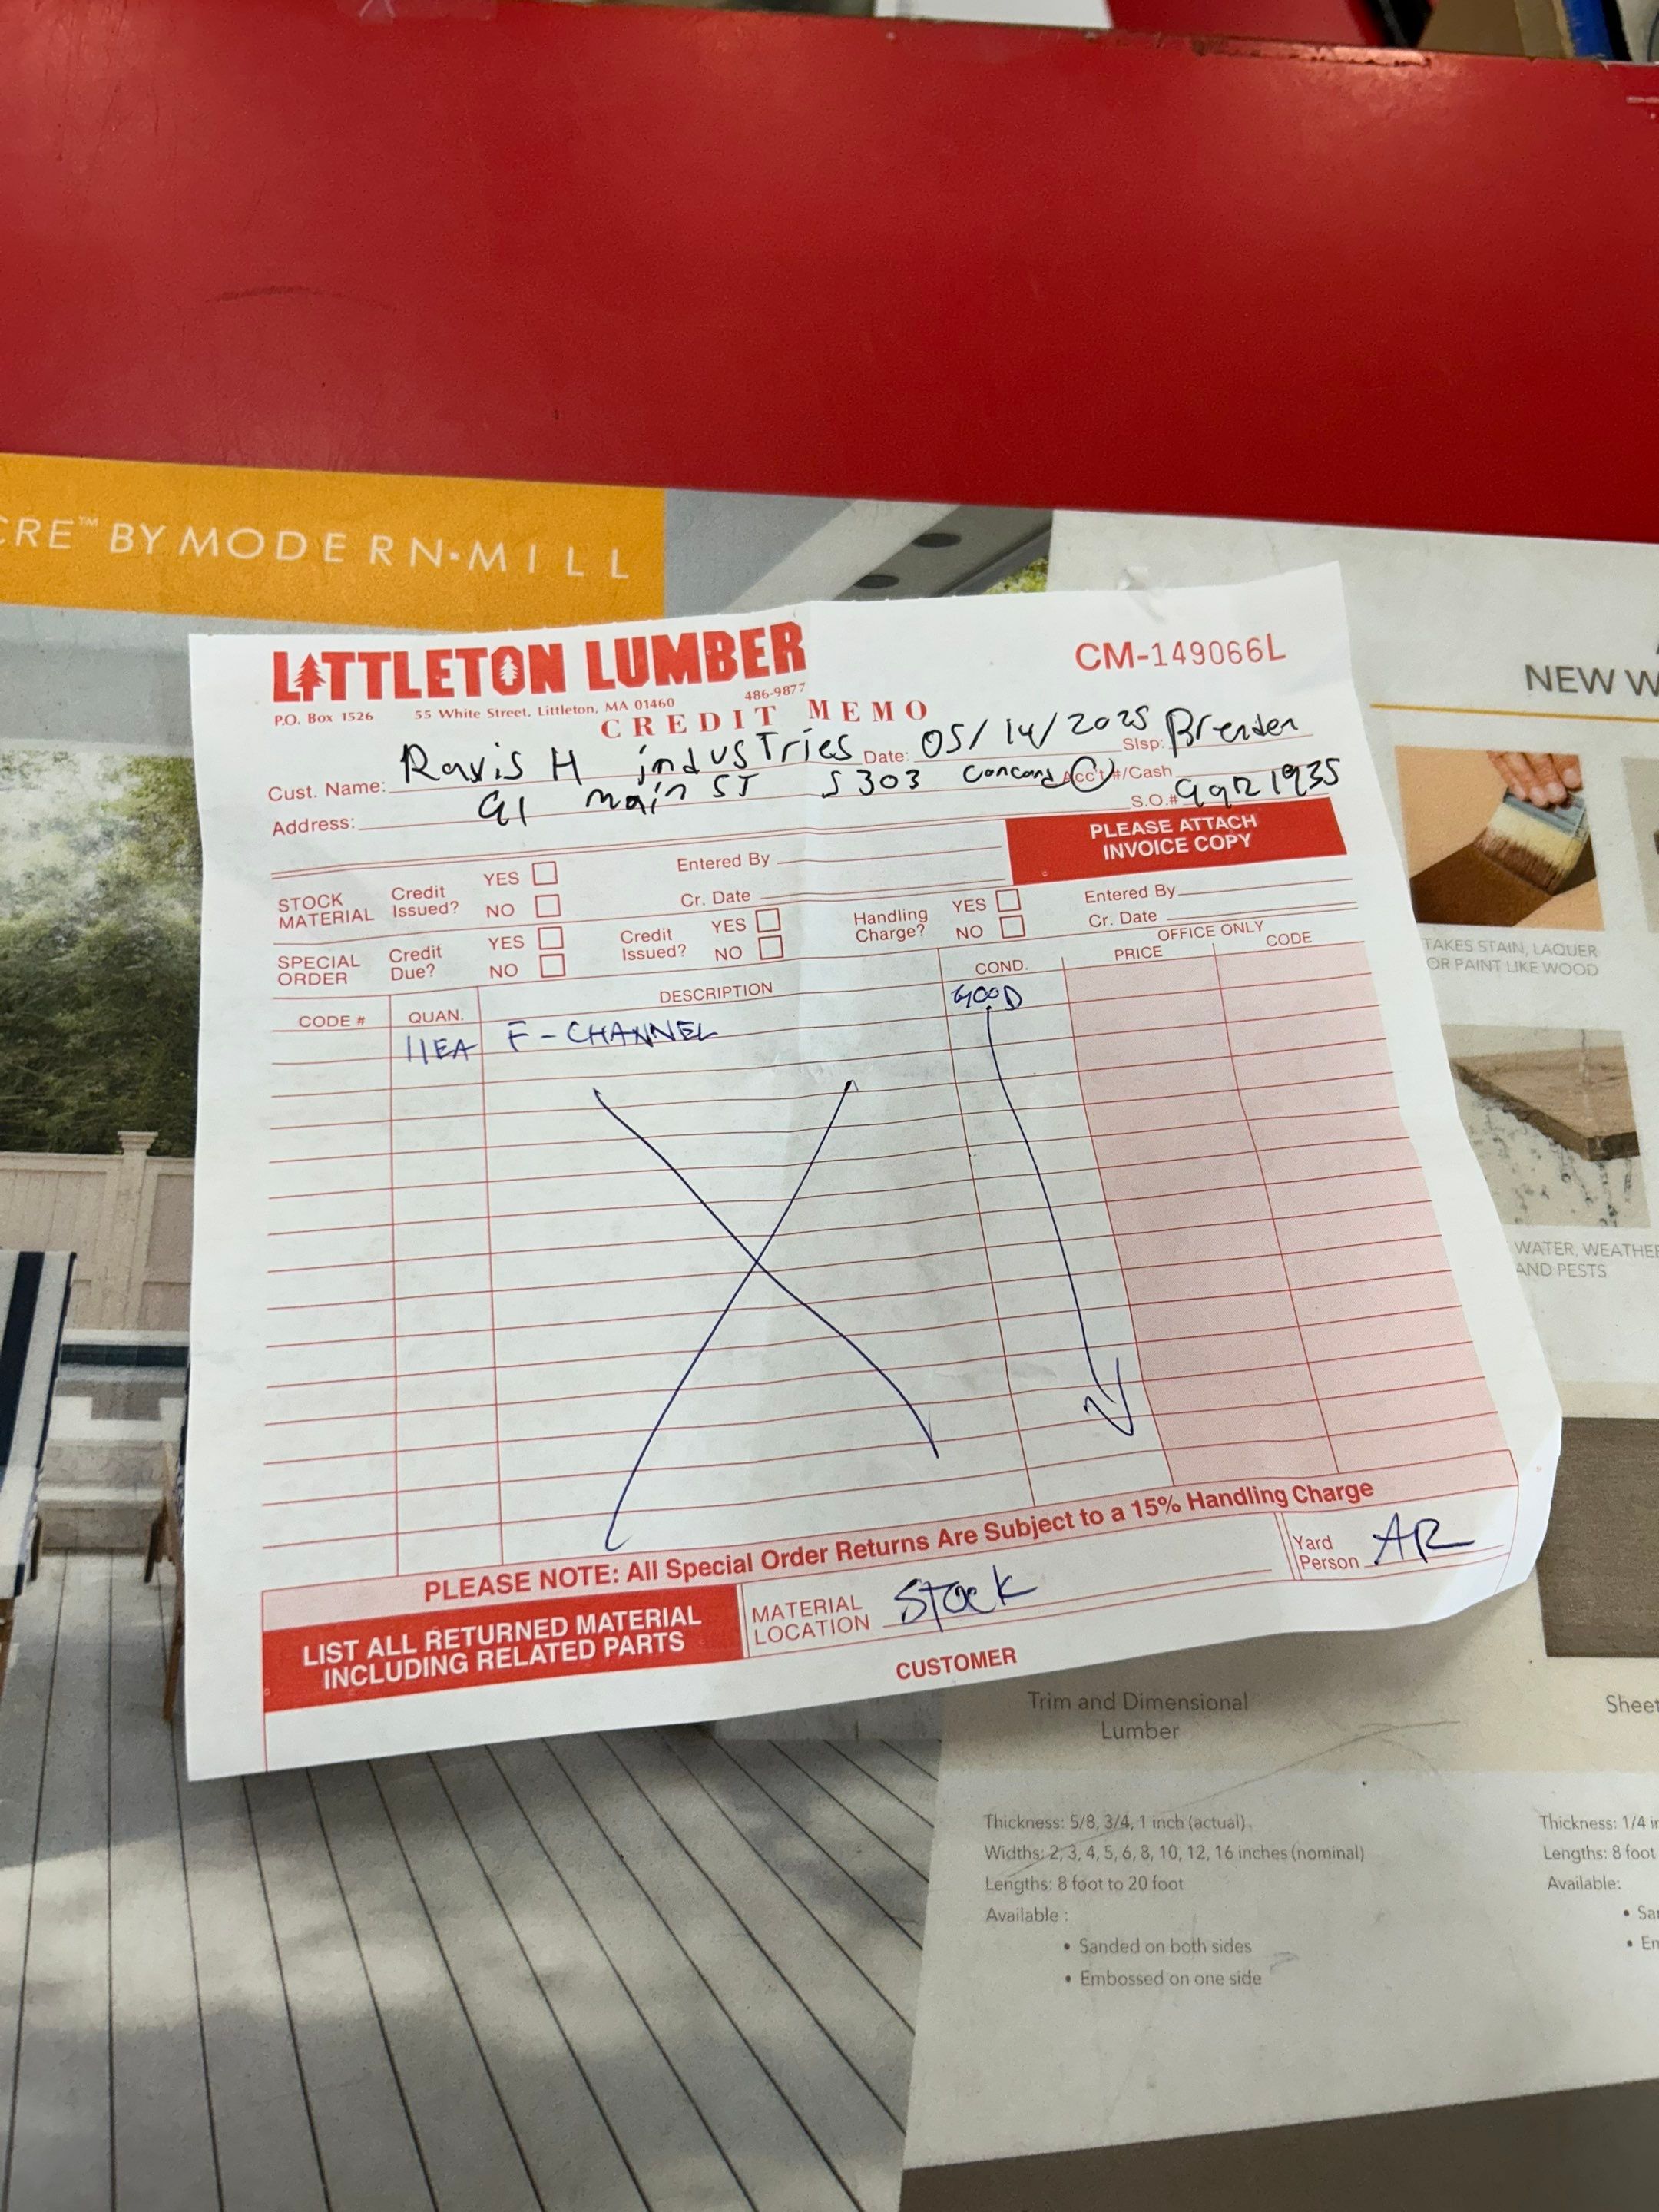 CRE™ BY MODERN-MILL
NEW W
LITTLETON LUMBER
CM-149066L
P.O. Box 1526 55 White Street, Littleton, MA 01460 486-9877
CREDIT MEMO
Cust. Name: Ravis H industries Date: 05/14/2025 Slsp: Brenden
Address: 91 Main ST S303 Concord Acc't #/Cash
S.O.# 1935
PLEASE ATTACH
INVOICE COPY
STOCK MATERIAL Credit Issued? YES NO
Entered By
Cr. Date
SPECIAL ORDER Credit Due? YES NO
Credit Issued? YES NO
Handling Charge? YES NO
Entered By
Cr. Date
OFFICE ONLY
CODE # QUAN. DESCRIPTION COND. PRICE CODE
11EA F-CHANNEL GOOD
PLEASE NOTE: All Special Order Returns Are Subject to a 15% Handling Charge
LIST ALL RETURNED MATERIAL
INCLUDING RELATED PARTS
MATERIAL LOCATION Stock
Yard Person AR
CUSTOMER
TAKES STAIN, LAQUER
OR PAINT LIKE WOOD
WATER, WEATHER
AND PESTS
Trim and Dimensional
Lumber
Thickness: 5/8, 3/4, 1 inch (actual)
Widths: 2, 3, 4, 5, 6, 8, 10, 12, 16 inches (nominal)
Lengths: 8 foot to 20 foot
Available :
• Sanded on both sides
• Embossed on one side
Sheet
Thickness: 1/4 i
Lengths: 8 foot
Available:
• Sa
• En